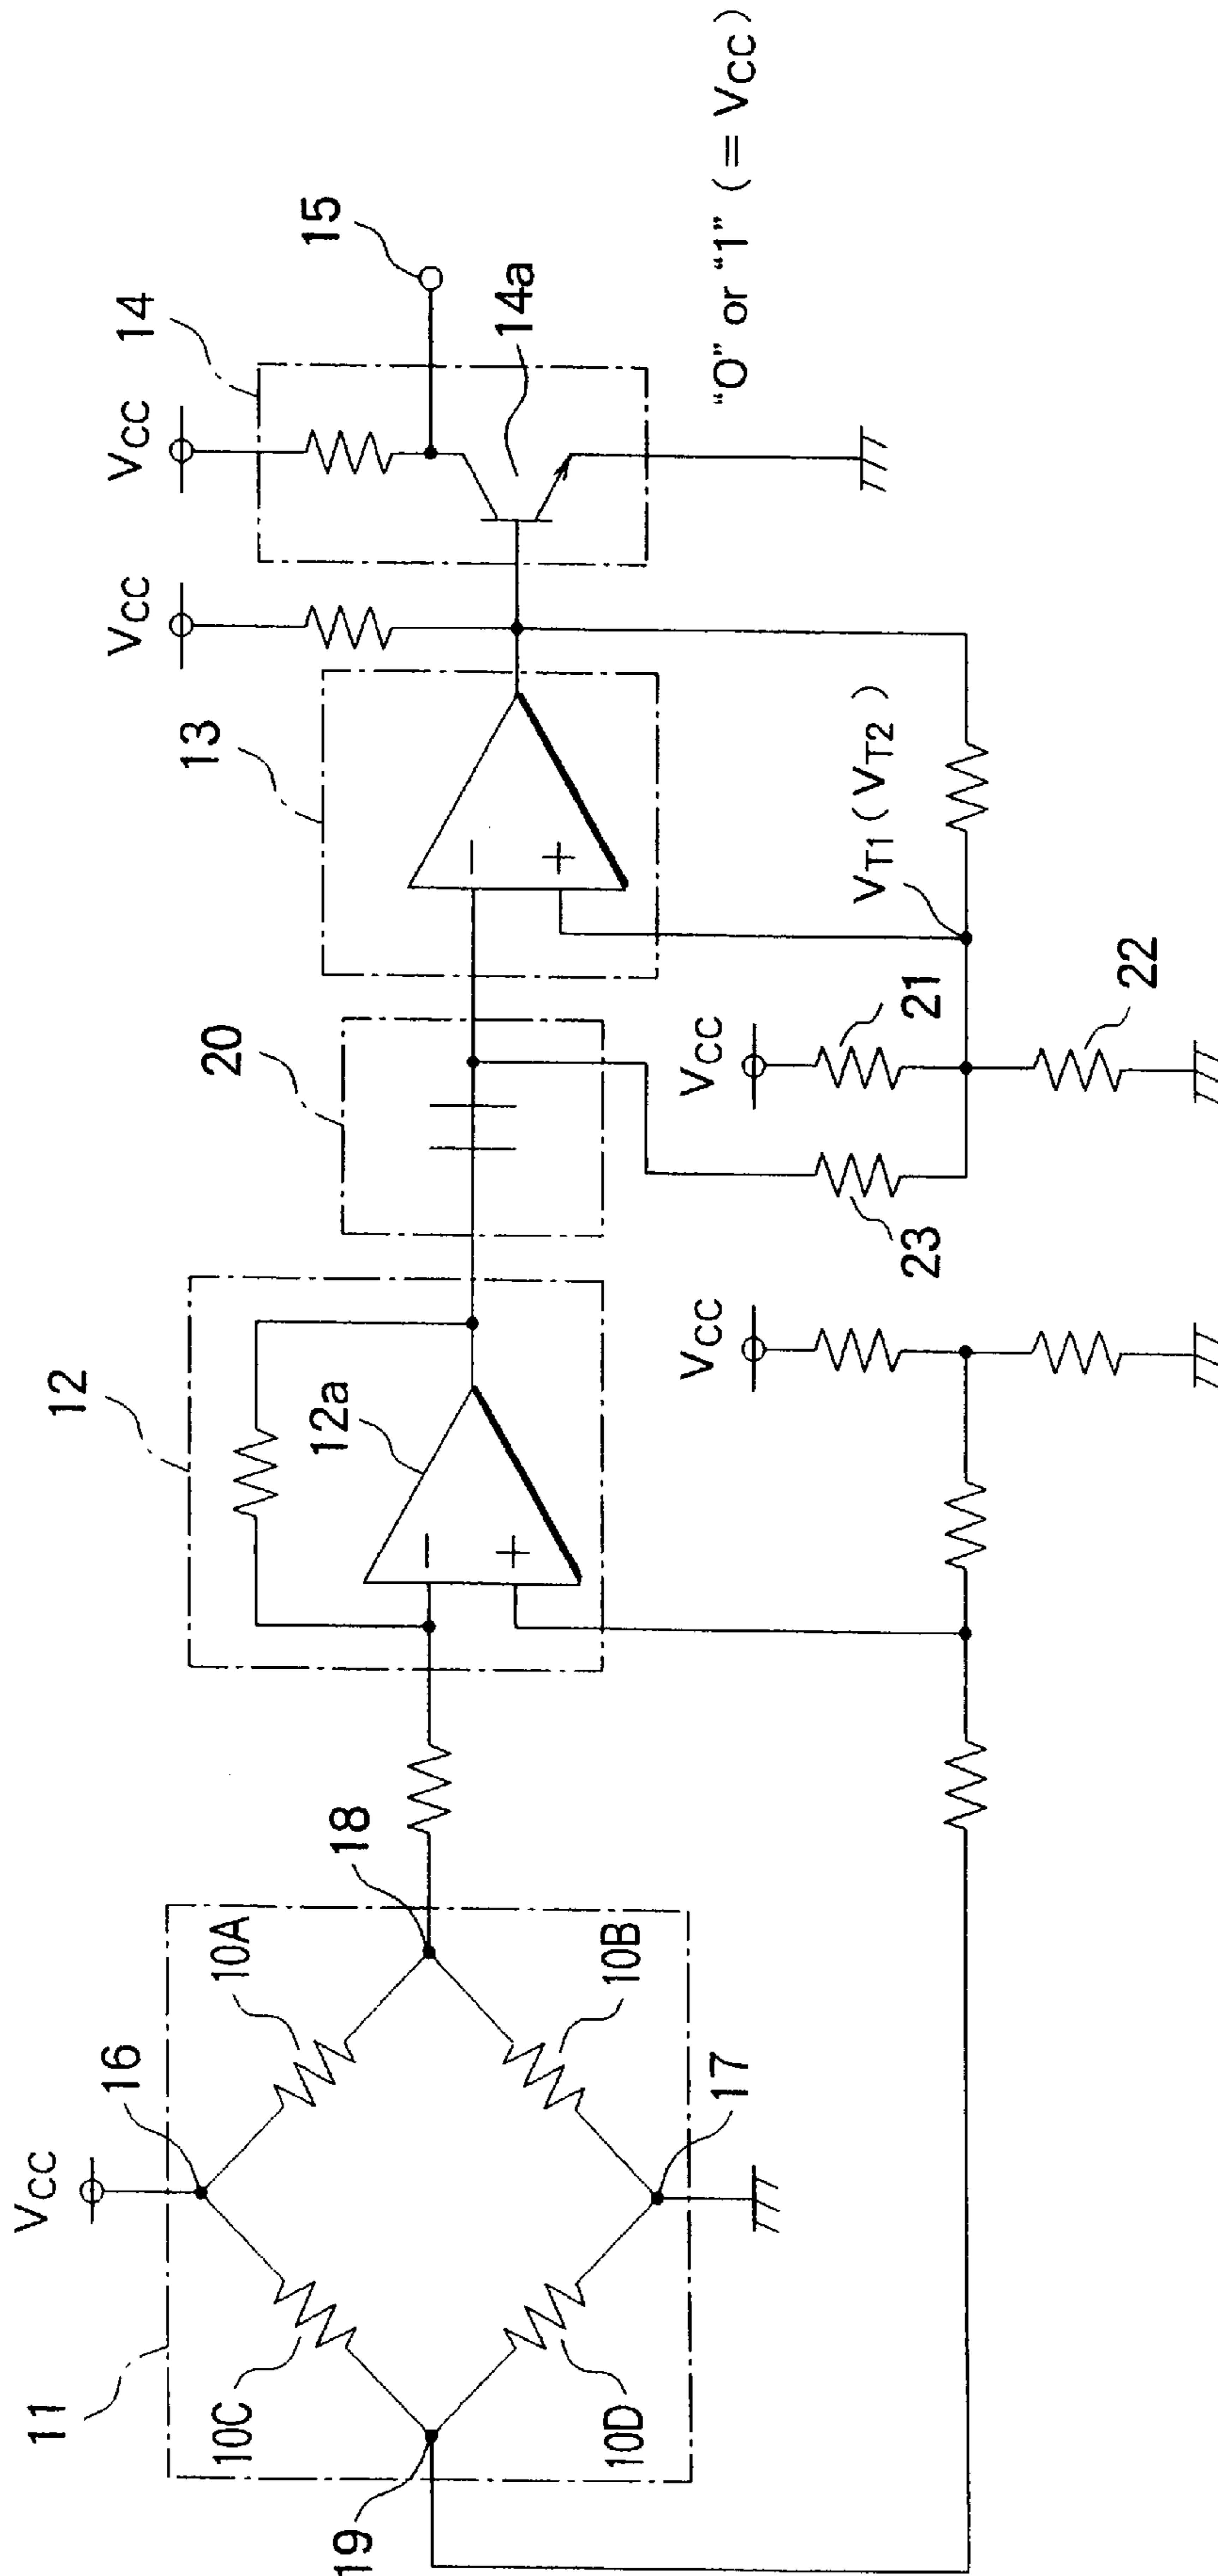 11
VCC
16
10A
10C
18
10B
10D
17
19
12
12a
−
+
VCC
20
23
VCC
21
22
13
−
+
VT1 (VT2)
VCC
14
VCC
15
14a
“0” or “1” (= VCC)